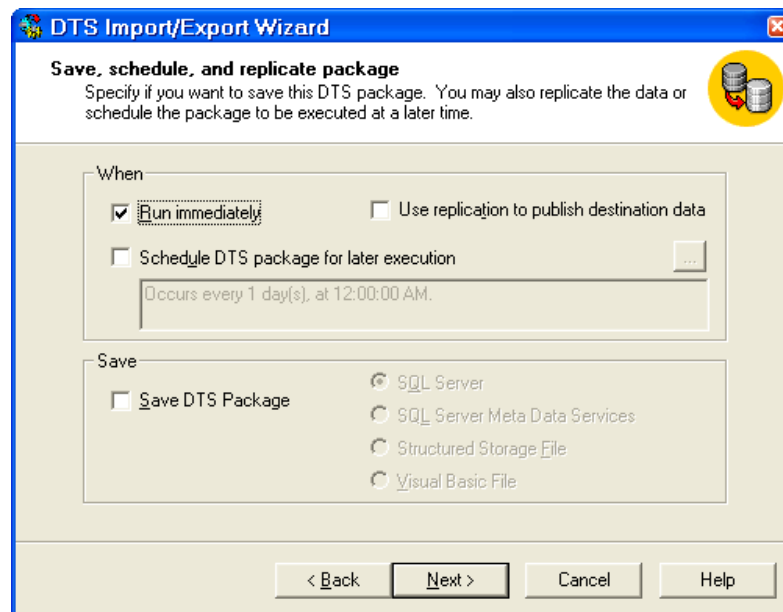 DTS Import/Export Wizard
Save, schedule, and replicate package
Specify if you want to save this DTS package. You may also replicate the data or
schedule the package to be executed at a later time.
When
Run immediately
Use replication to publish destination data
Schedule DTS package for later execution
...
Occurs every 1 day(s), at 12:00:00 AM.
Save
Save DTS Package
SQL Server
SQL Server Meta Data Services
Structured Storage File
Visual Basic File
< Back
Next >
Cancel
Help